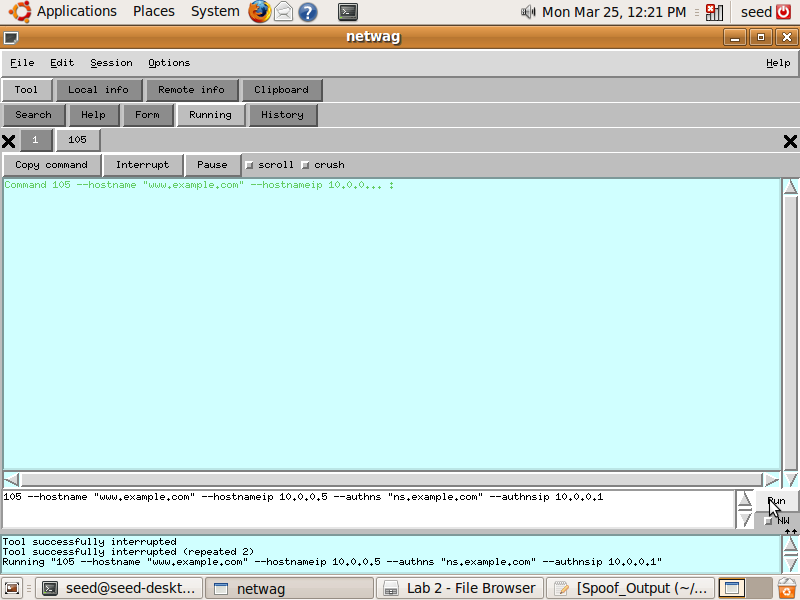 Applications Places System Mon Mar 25, 12:21 PM seed
netwag
File Edit Session Options Help
Tool Local info Remote info Clipboard
Search Help Form Running History
1 105
Copy command Interrupt Pause scroll crush
Command 105 --hostname "www.example.com" --hostnameip 10.0.0... :
105 --hostname "www.example.com" --hostnameip 10.0.0.5 --authns "ns.example.com" --authnsip 10.0.0.1
Run
NW
Tool successfully interrupted
Tool successfully interrupted (repeated 2)
Running "105 --hostname "www.example.com" --hostnameip 10.0.0.5 --authns "ns.example.com" --authnsip 10.0.0.1"
seed@seed-deskt... netwag Lab 2 - File Browser [Spoof_Output (~/...